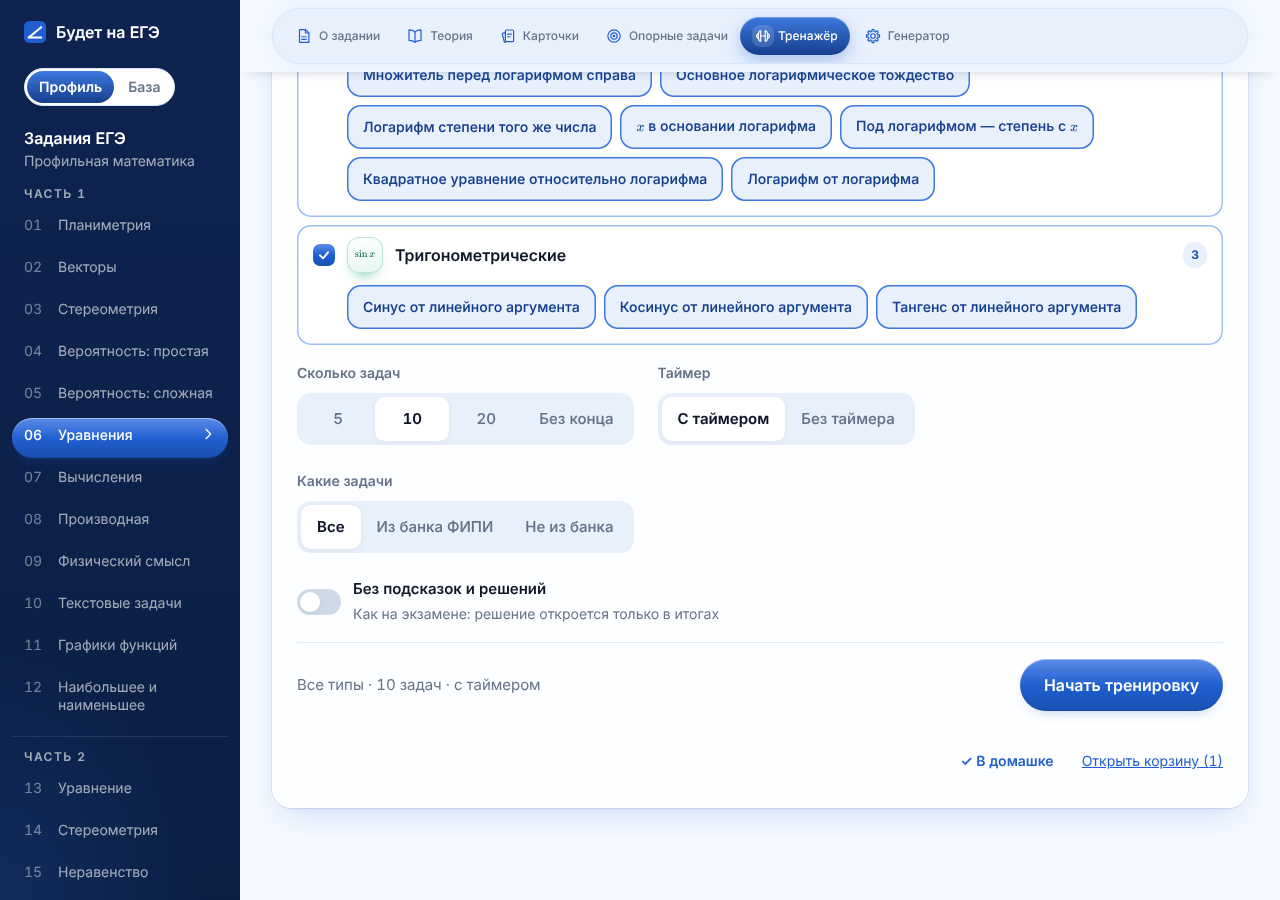 Будет на ЕГЭ
Профиль
База
Задания ЕГЭ
Профильная математика
ЧАСТЬ 1
01 Планиметрия
02 Векторы
03 Стереометрия
04 Вероятность: простая
05 Вероятность: сложная
06 Уравнения
07 Вычисления
08 Производная
09 Физический смысл
10 Текстовые задачи
11 Графики функций
12 Наибольшее и
наименьшее
ЧАСТЬ 2
13 Уравнение
14 Стереометрия
15 Неравенство
О задании
Теория
Карточки
Опорные задачи
Тренажёр
Генератор
Множитель перед логарифмом справа
Основное логарифмическое тождество
Логарифм степени того же числа
x в основании логарифма
Под логарифмом — степень с x
Квадратное уравнение относительно логарифма
Логарифм от логарифма
sin x
Тригонометрические
3
Синус от линейного аргумента
Косинус от линейного аргумента
Тангенс от линейного аргумента
Сколько задач
5
10
20
Без конца
Таймер
С таймером
Без таймера
Какие задачи
Все
Из банка ФИПИ
Не из банка
Без подсказок и решений
Как на экзамене: решение откроется только в итогах
Все типы · 10 задач · с таймером
Начать тренировку
✓ В домашке
Открыть корзину (1)